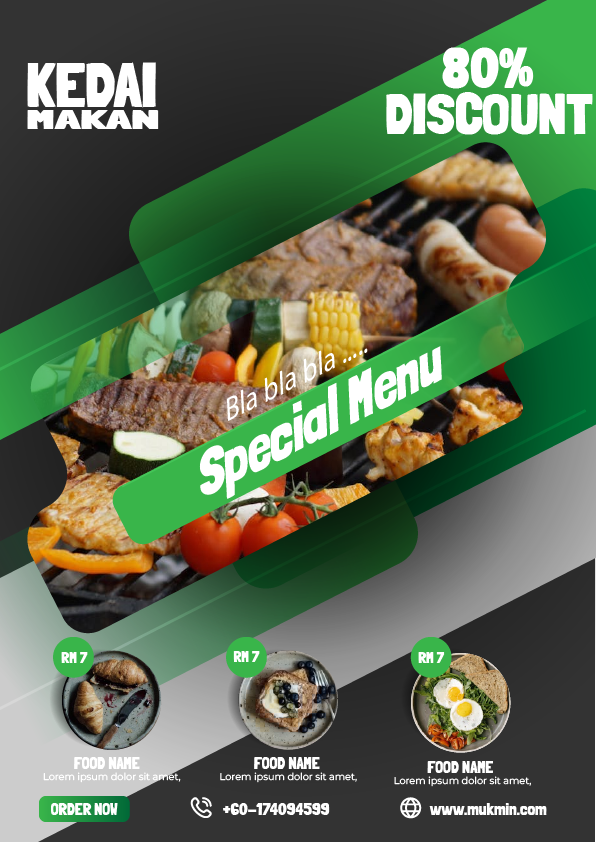 KEDAI
MAKAN
80%
DISCOUNT
Bla bla bla .....
Special Menu
RM 7
RM 7
RM 7
FOOD NAME
Lorem ipsum dolor sit amet,
FOOD NAME
Lorem ipsum dolor sit amet,
FOOD NAME
Lorem ipsum dolor sit amet,
ORDER NOW
+60-174094599
www.mukmin.com